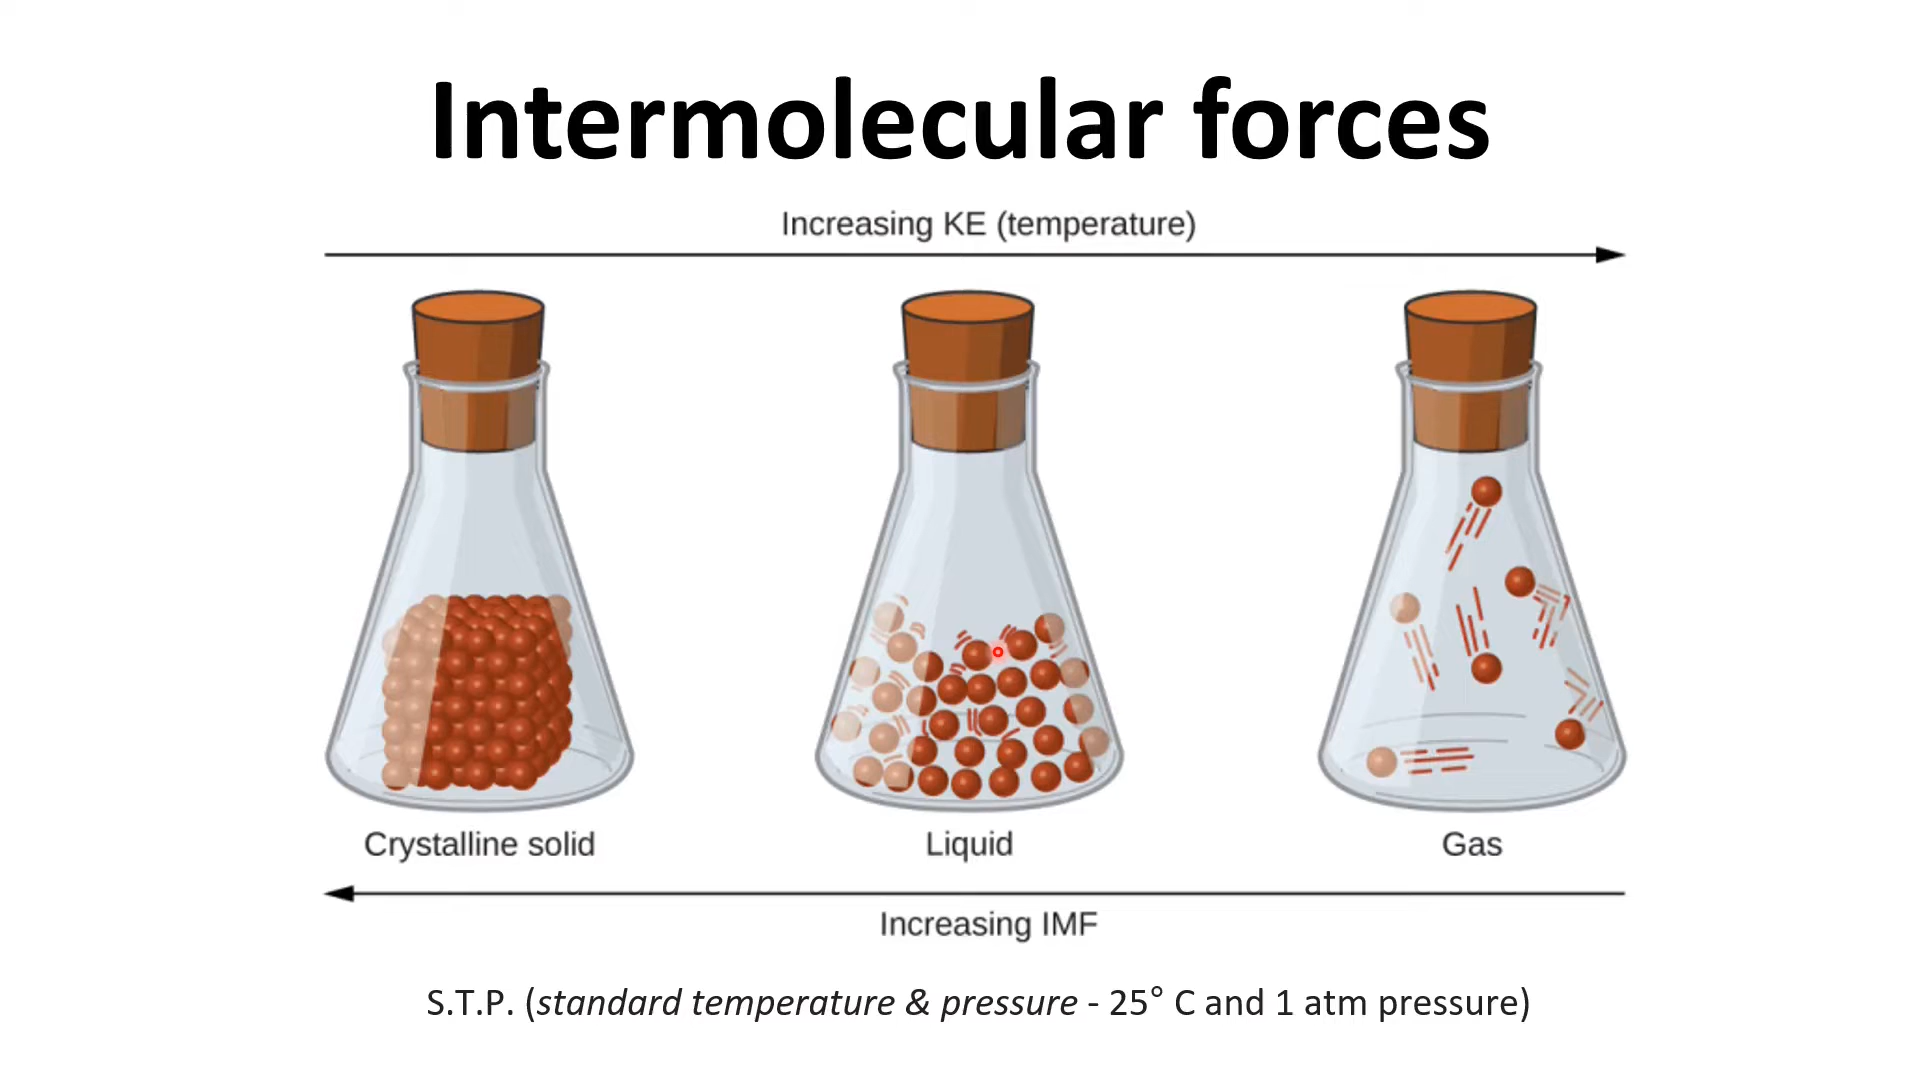 Intermolecular forces
Increasing KE (temperature)
Crystalline solid
Liquid
Gas
Increasing IMF
S.T.P. (standard temperature & pressure - 25° C and 1 atm pressure)